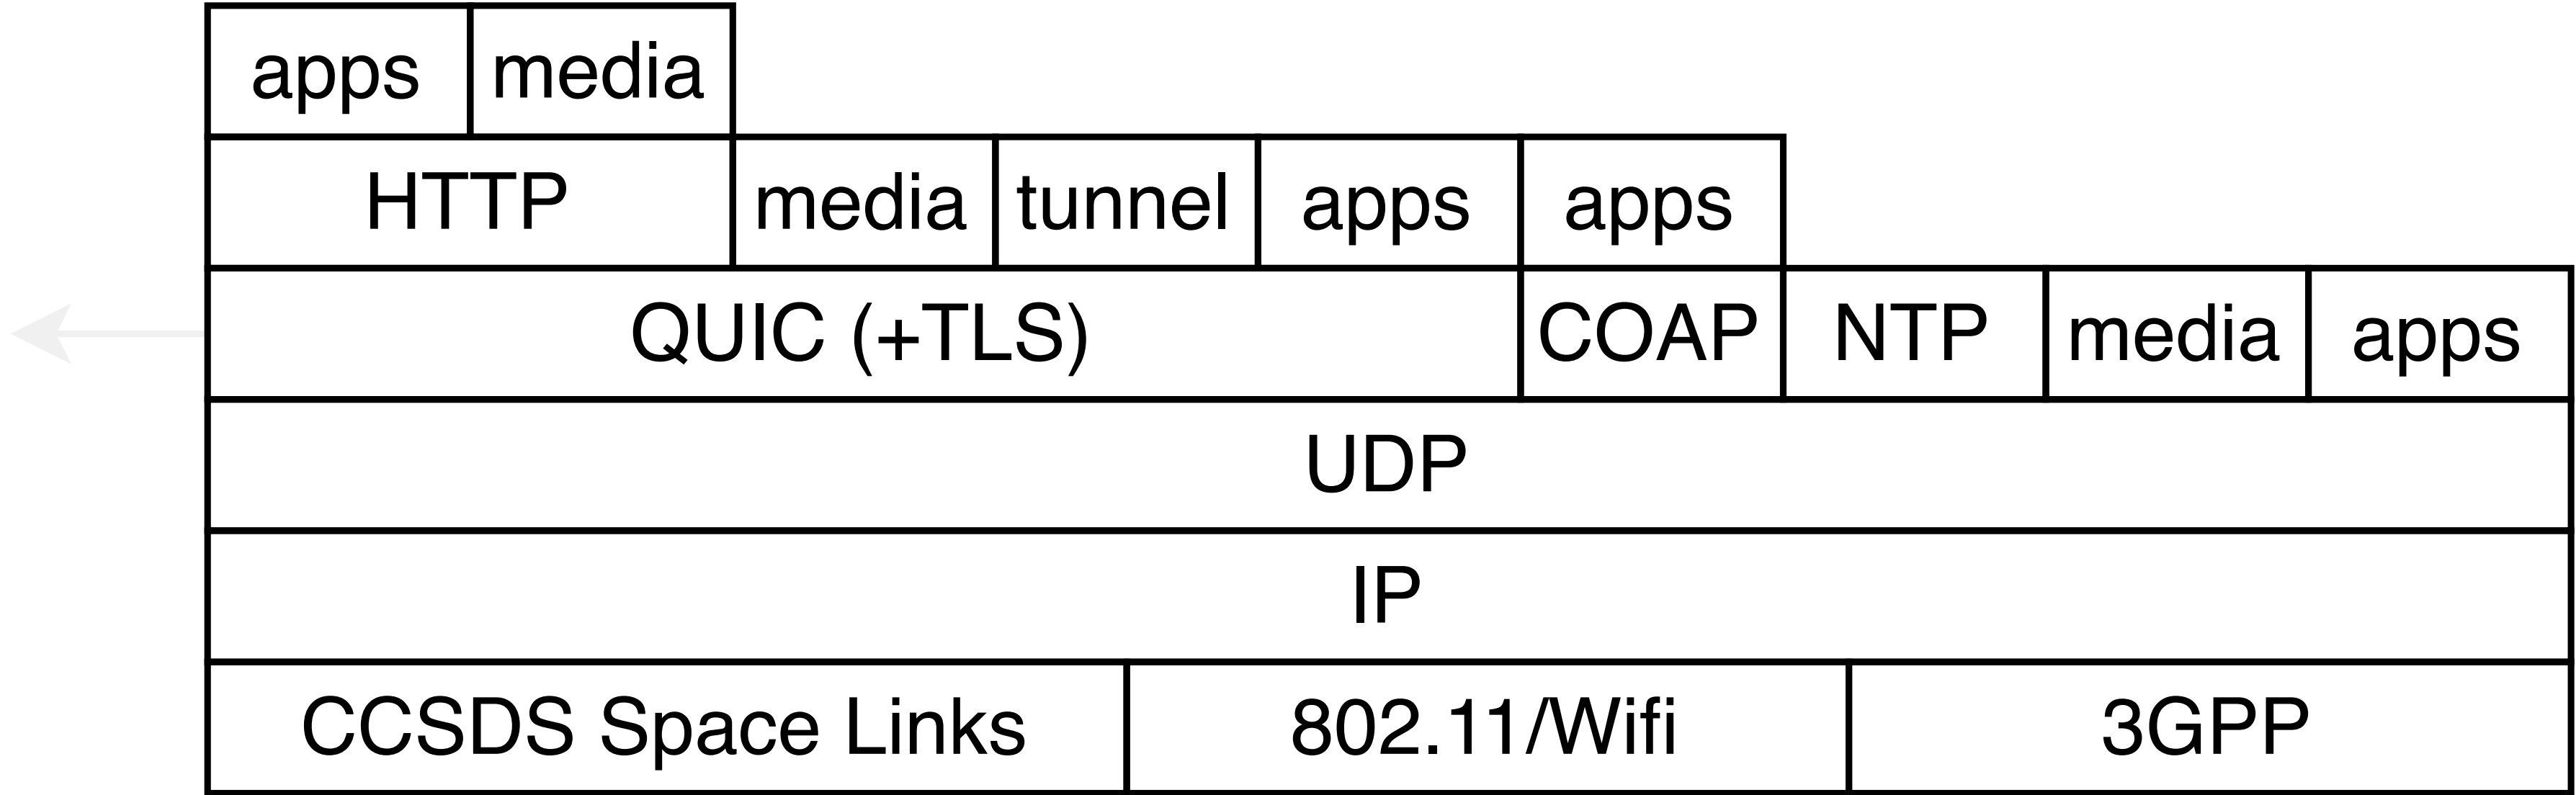 apps media
HTTP media tunnel apps apps
QUIC (+TLS) COAP NTP media apps
UDP
IP
CCSDS Space Links 802.11/Wifi 3GPP